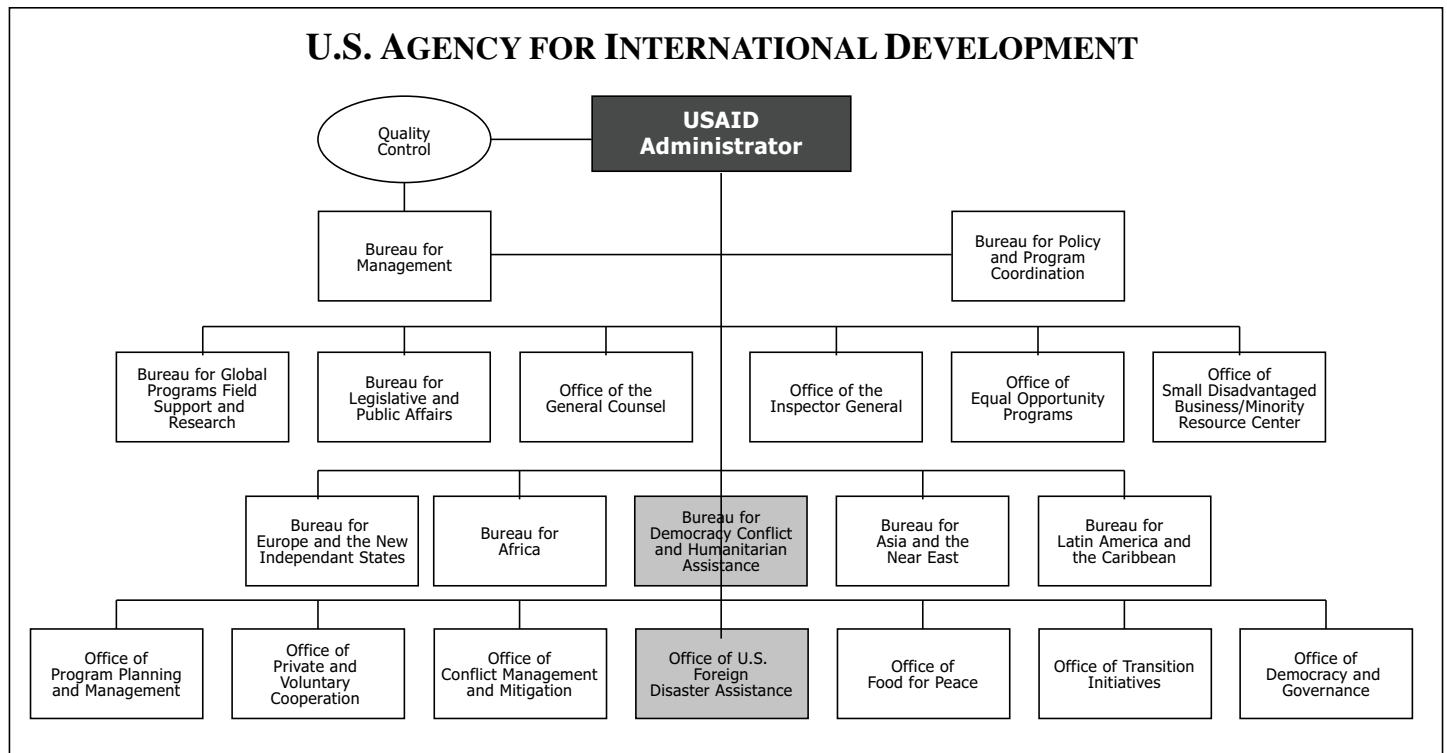 U.S. AGENCY FOR INTERNATIONAL DEVELOPMENT
Quality
Control
USAID
Administrator
Bureau for
Management
Bureau for Policy
and Program
Coordination
Bureau for Global
Programs Field
Support and
Research
Bureau for
Legislative and
Public Affairs
Office of the
General Counsel
Office of the
Inspector General
Office of
Equal Opportunity
Programs
Office of
Small Disadvantaged
Business/Minority
Resource Center
Bureau for
Europe and the New
Independant States
Bureau for
Africa
Bureau for
Democracy Conflict
and Humanitarian
Assistance
Bureau for
Asia and the
Near East
Bureau for
Latin America and
the Caribbean
Office of
Program Planning
and Management
Office of
Private and
Voluntary
Cooperation
Office of
Conflict Management
and Mitigation
Office of U.S.
Foreign
Disaster Assistance
Office of
Food for Peace
Office of Transition
Initiatives
Office of
Democracy and
Governance